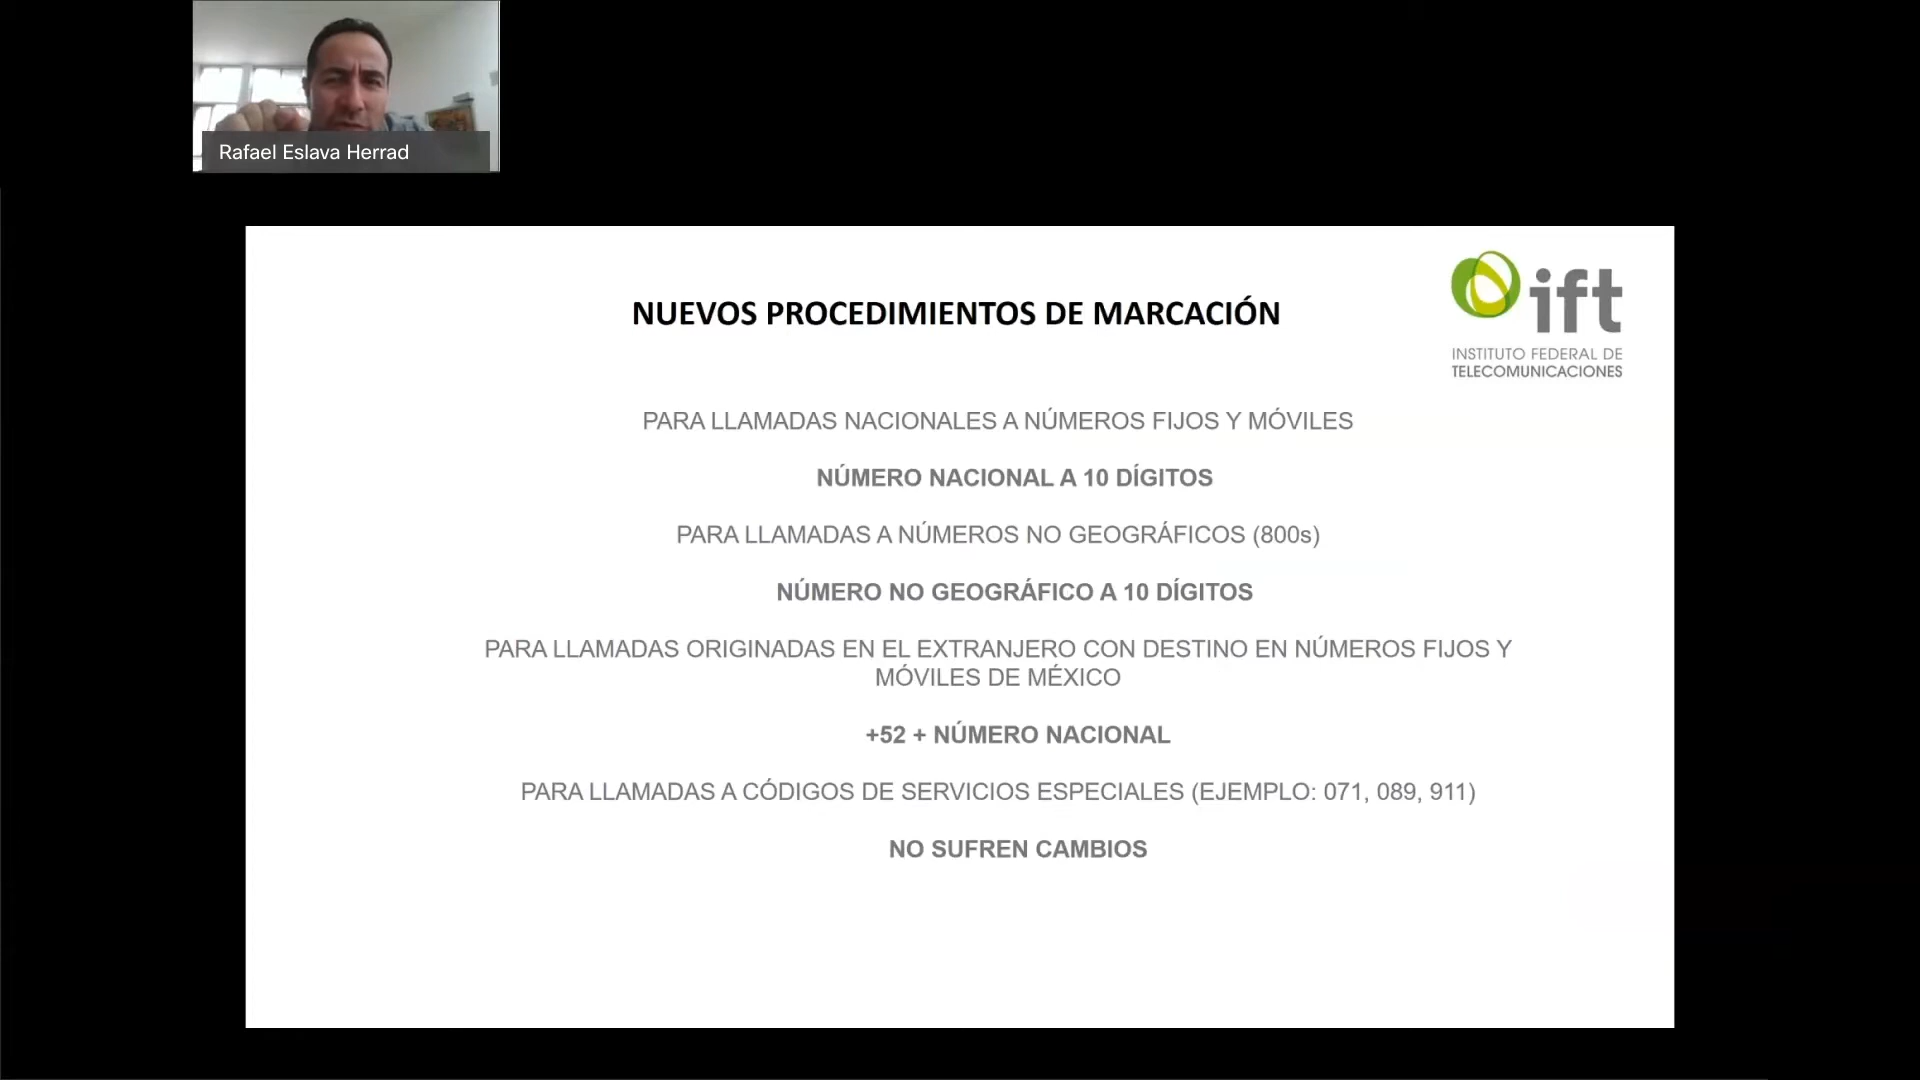 Rafael Eslava Herrad
ift
INSTITUTO FEDERAL DE
TELECOMUNICACIONES
NUEVOS PROCEDIMIENTOS DE MARCACIÓN
PARA LLAMADAS NACIONALES A NÚMEROS FIJOS Y MÓVILES
NÚMERO NACIONAL A 10 DÍGITOS
PARA LLAMADAS A NÚMEROS NO GEOGRÁFICOS (800s)
NÚMERO NO GEOGRÁFICO A 10 DÍGITOS
PARA LLAMADAS ORIGINADAS EN EL EXTRANJERO CON DESTINO EN NÚMEROS FIJOS Y
MÓVILES DE MÉXICO
+52 + NÚMERO NACIONAL
PARA LLAMADAS A CÓDIGOS DE SERVICIOS ESPECIALES (EJEMPLO: 071, 089, 911)
NO SUFREN CAMBIOS